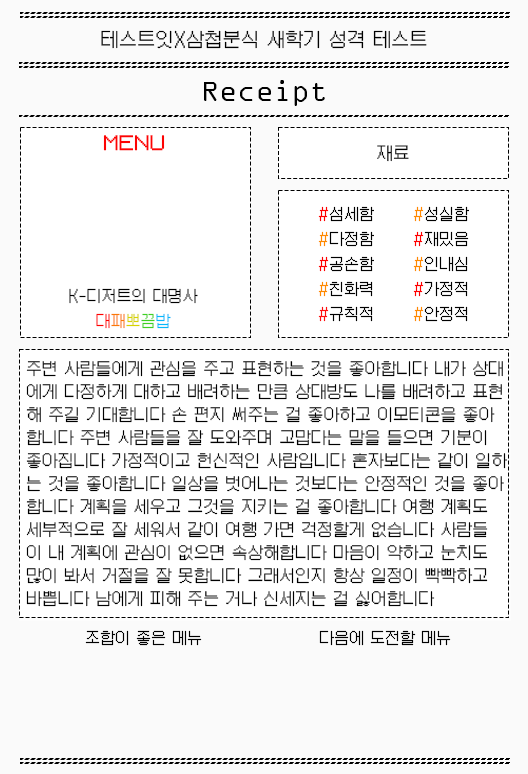 테스트잇X삼첩분식 새학기 성격 테스트
Receipt
MENU
K-디저트의 대명사
대패뽀끔밥
재료
#섬세함 #성실함
#다정함 #재밌음
#공손함 #인내심
#친화력 #가정적
#규칙적 #안정적
주변 사람들에게 관심을 주고 표현하는 것을 좋아합니다 내가 상대
에게 다정하게 대하고 배려하는 만큼 상대방도 나를 배려하고 표현
해 주길 기대합니다 손 편지 써주는 걸 좋아하고 이모티콘을 좋아
합니다 주변 사람들을 잘 도와주며 고맙다는 말을 들으면 기분이
좋아집니다 가정적이고 헌신적인 사람입니다 혼자보다는 같이 일하
는 것을 좋아합니다 일상을 벗어나는 것보다는 안정적인 것을 좋아
합니다 계획을 세우고 그것을 지키는 걸 좋아합니다 여행 계획도
세부적으로 잘 세워서 같이 여행 가면 걱정할게 없습니다 사람들
이 내 계획에 관심이 없으면 속상해합니다 마음이 약하고 눈치도
많이 봐서 거절을 잘 못합니다 그래서인지 항상 일정이 빡빡하고
바쁩니다 남에게 피해 주는 거나 신세지는 걸 싫어합니다
조합이 좋은 메뉴 다음에 도전할 메뉴